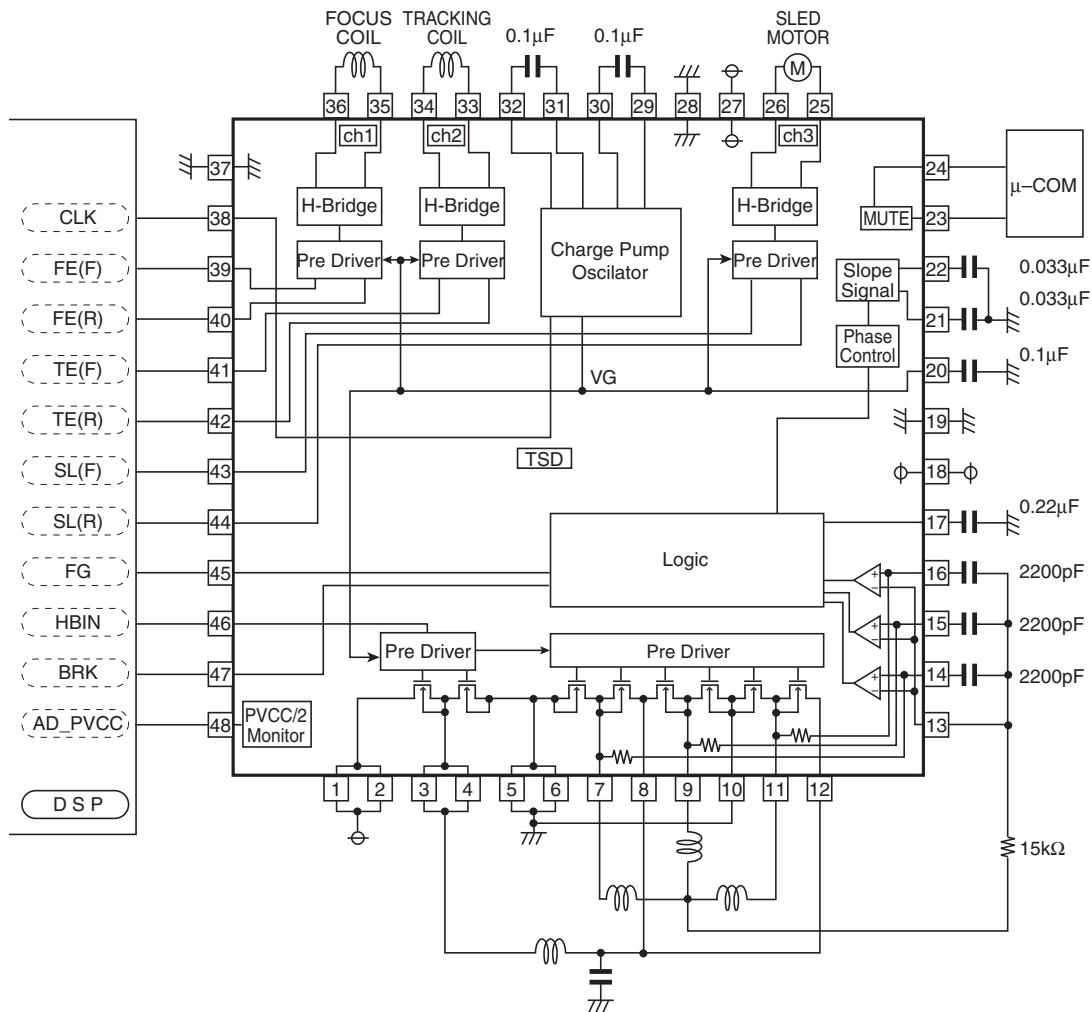 FOCUS
COIL
TRACKING
COIL
0.1μF
0.1μF
SLED
MOTOR
M
36
35
34
33
32
31
30
29
28
27
26
25
ch1
ch2
ch3
37
CLK
38
FE(F)
39
FE(R)
40
TE(F)
41
TE(R)
42
SL(F)
43
SL(R)
44
FG
45
HBIN
46
BRK
47
AD_PVCC
48
DSP
H-Bridge
H-Bridge
H-Bridge
Pre Driver
Pre Driver
Pre Driver
Charge Pump
Oscilator
VG
TSD
Logic
MUTE
Slope
Signal
Phase
Control
Pre Driver
Pre Driver
PVCC/2
Monitor
24
μ-COM
23
22
0.033μF
0.033μF
21
0.1μF
20
19
18
0.22μF
17
+
−
16
2200pF
+
−
15
2200pF
+
−
14
2200pF
13
15kΩ
1
2
3
4
5
6
7
8
9
10
11
12